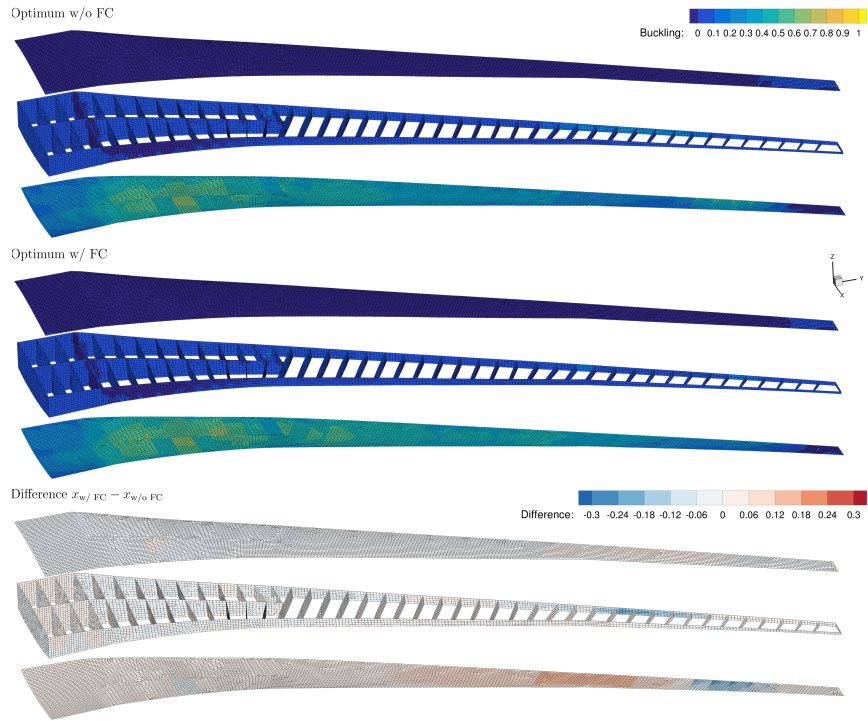 Optimum w/o FC
Buckling: 0 0.1 0.2 0.3 0.4 0.5 0.6 0.7 0.8 0.9 1
Optimum w/ FC
Z
Y
X
Difference x_w/ FC − x_w/o FC
Difference: -0.3 -0.24 -0.18 -0.12 -0.06 0 0.06 0.12 0.18 0.24 0.3